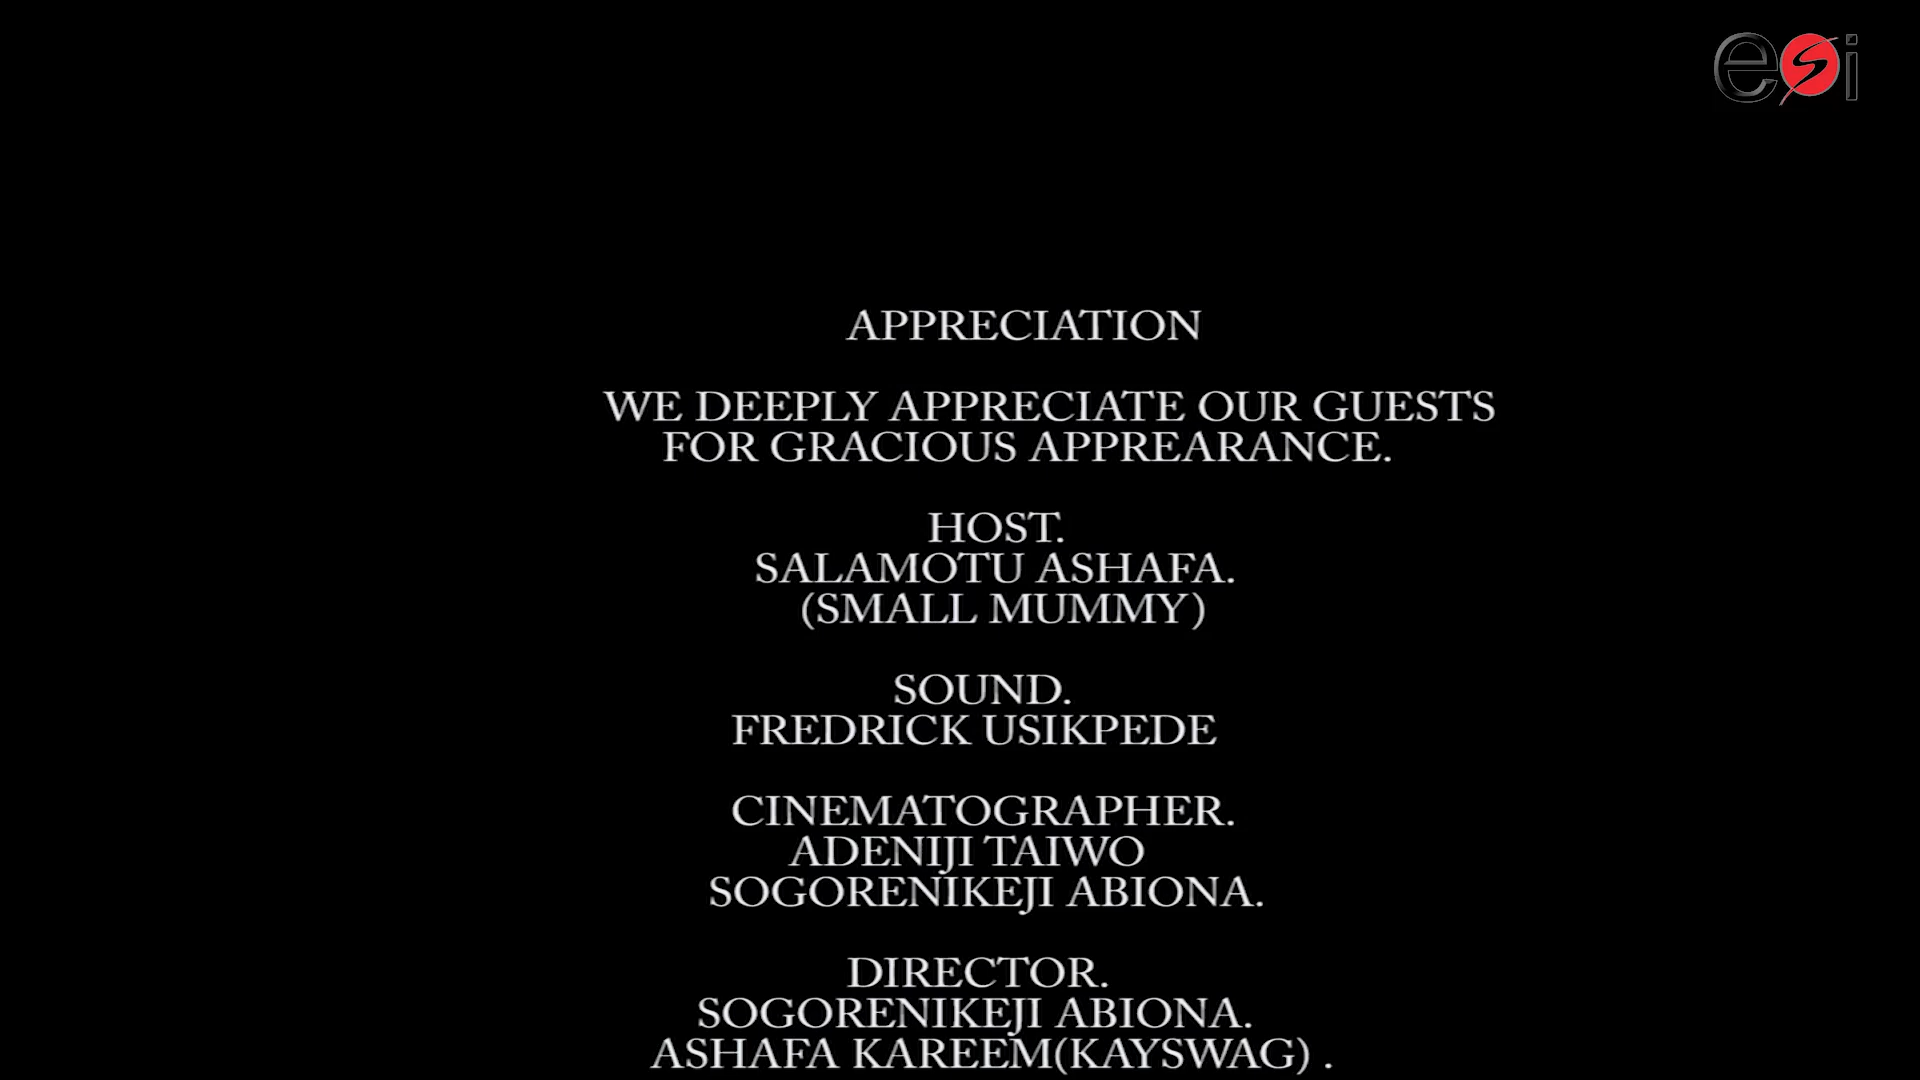 esi
APPRECIATION
WE DEEPLY APPRECIATE OUR GUESTS
FOR GRACIOUS APPREARANCE.
HOST.
SALAMOTU ASHAFA.
(SMALL MUMMY)
SOUND.
FREDRICK USIKPEDE
CINEMATOGRAPHER.
ADENIJI TAIWO
SOGORENIKEJI ABIONA.
DIRECTOR.
SOGORENIKEJI ABIONA.
ASHAFA KAREEM(KAYSWAG) .